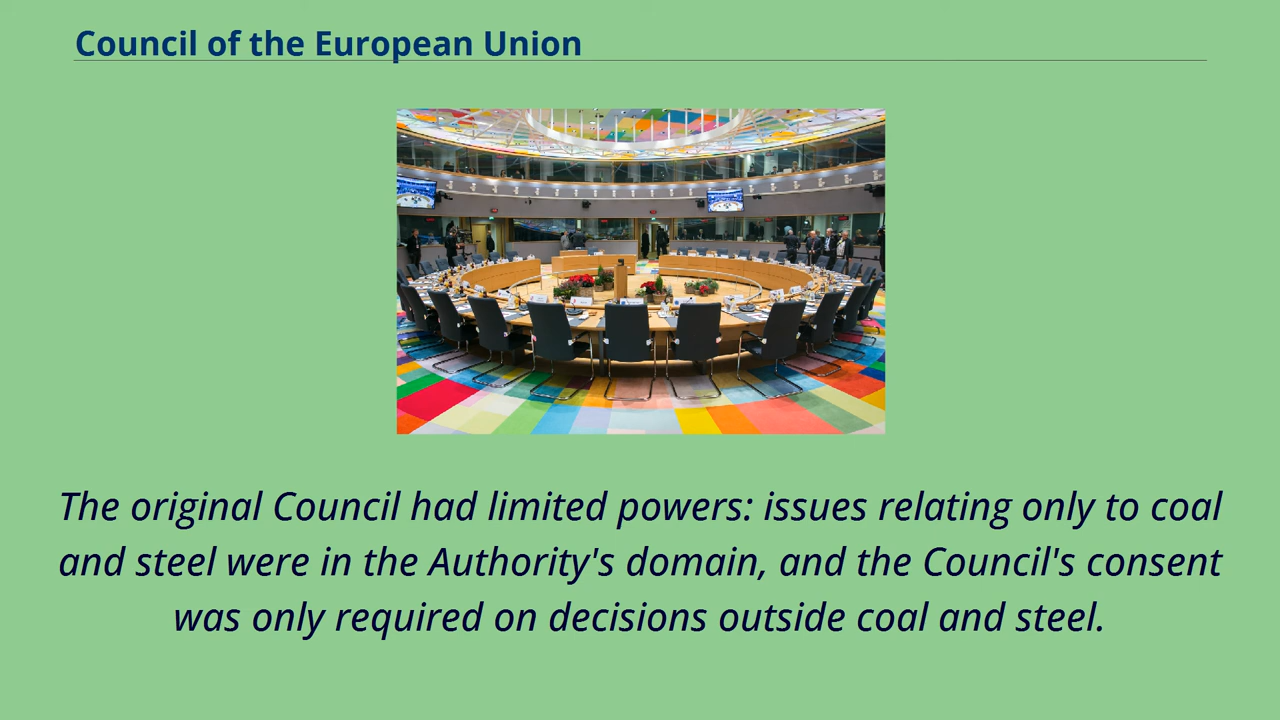 Council of the European Union
The original Council had limited powers: issues relating only to coal
and steel were in the Authority's domain, and the Council's consent
was only required on decisions outside coal and steel.